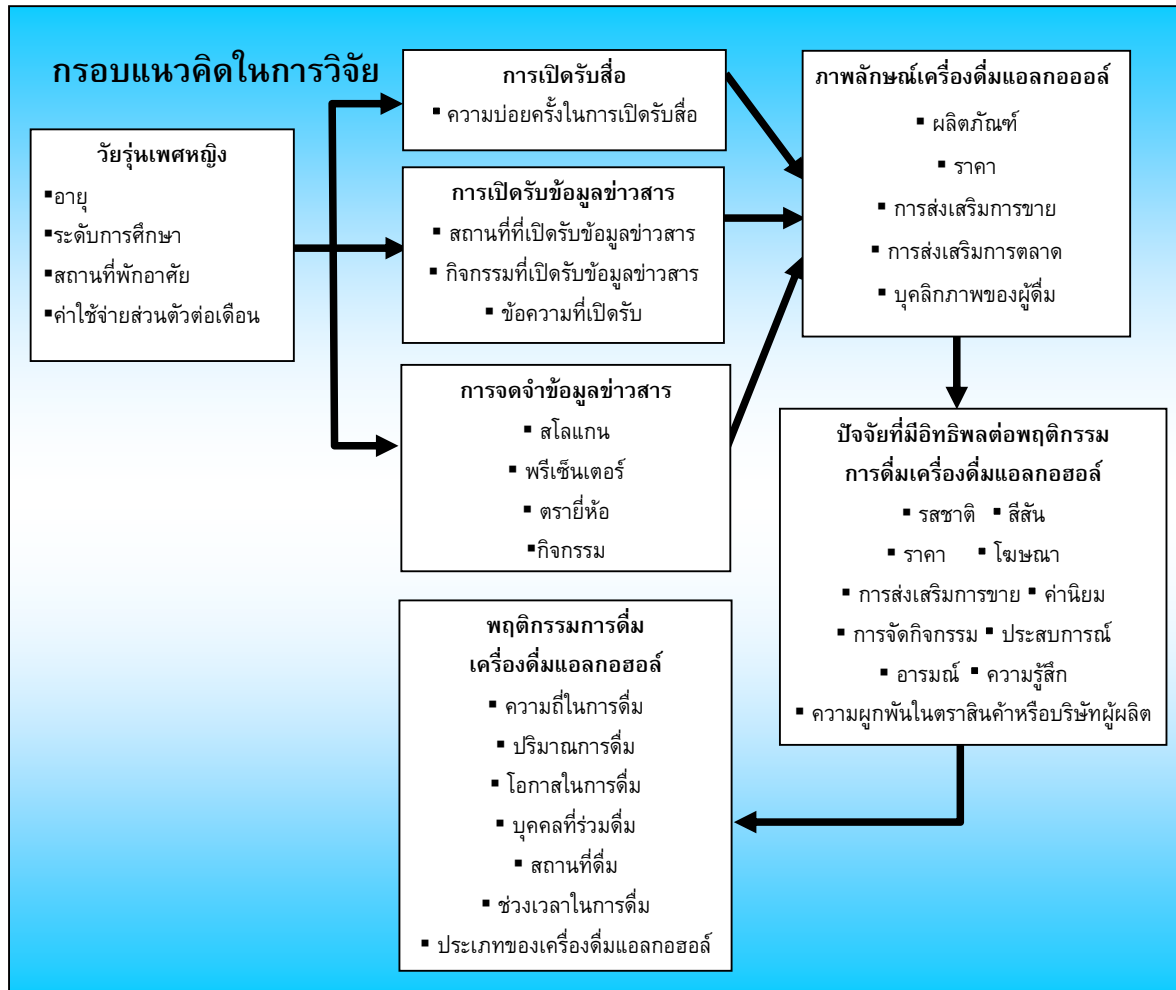 กรอบแนวคิดในการวิจัย
วัยรุ่นเพศหญิง
▪อายุ
▪ระดับการศึกษา
▪สถานที่พักอาศัย
▪ค่าใช้จ่ายส่วนตัวต่อเดือน
การเปิดรับสื่อ
▪ ความบ่อยครั้งในการเปิดรับสื่อ
การเปิดรับข้อมูลข่าวสาร
▪ สถานที่ที่เปิดรับข้อมูลข่าวสาร
▪ กิจกรรมที่เปิดรับข้อมูลข่าวสาร
▪ ข้อความที่เปิดรับ
การจดจำข้อมูลข่าวสาร
▪ สโลแกน
▪ พรีเซ็นเตอร์
▪ ตรายี่ห้อ
▪กิจกรรม
ภาพลักษณ์เครื่องดื่มแอลกอออล์
▪ ผลิตภัณฑ์
▪ ราคา
▪ การส่งเสริมการขาย
▪ การส่งเสริมการตลาด
▪ บุคลิกภาพของผู้ดื่ม
ปัจจัยที่มีอิทธิพลต่อพฤติกรรม
การดื่มเครื่องดื่มแอลกอฮอล์
▪ รสชาติ ▪ สีสัน
▪ ราคา ▪ โฆษณา
▪ การส่งเสริมการขาย ▪ ค่านิยม
▪ การจัดกิจกรรม ▪ ประสบการณ์
▪ อารมณ์ ▪ ความรู้สึก
▪ ความผูกพันในตราสินค้าหรือบริษัทผู้ผลิต
พฤติกรรมการดื่ม
เครื่องดื่มแอลกอฮอล์
▪ ความถี่ในการดื่ม
▪ ปริมาณการดื่ม
▪ โอกาสในการดื่ม
▪ บุคคลที่ร่วมดื่ม
▪ สถานที่ดื่ม
▪ ช่วงเวลาในการดื่ม
▪ ประเภทของเครื่องดื่มแอลกอฮอล์